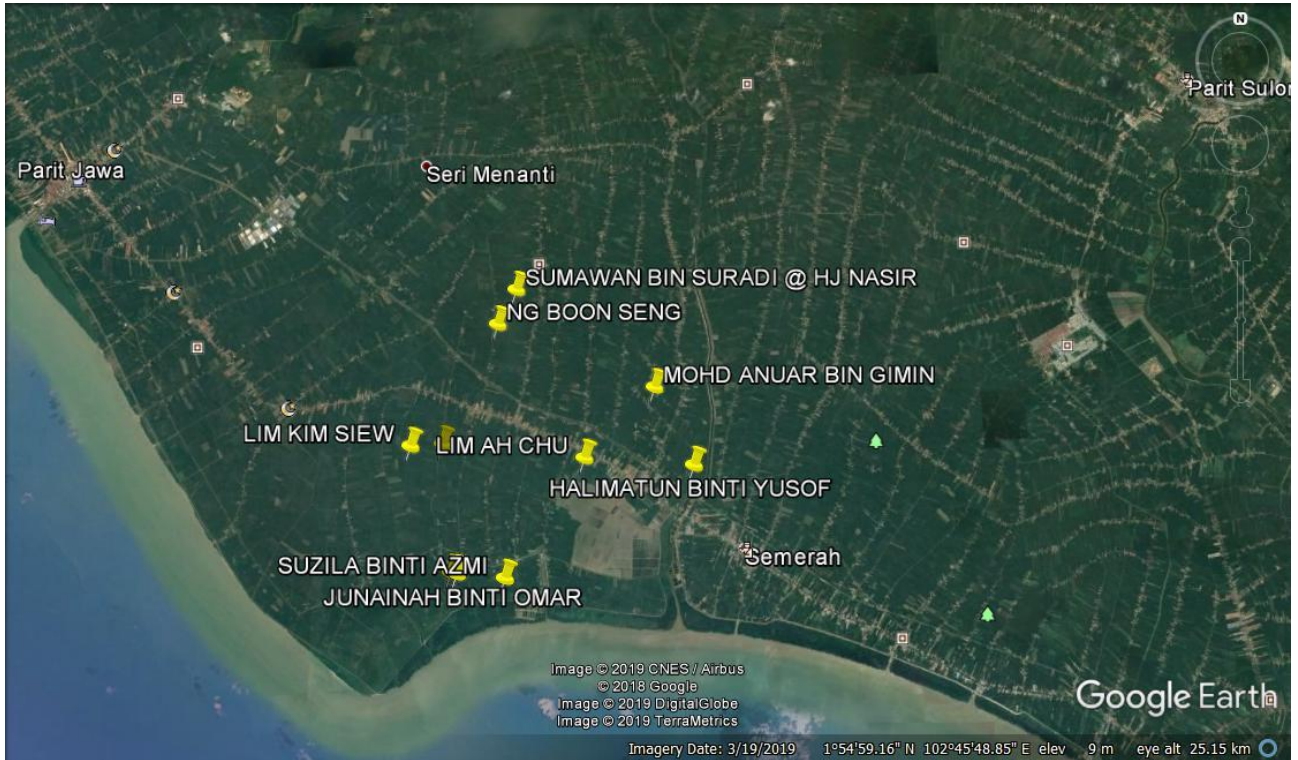 N
Parit Sulon
Parit Jawa
Seri Menanti
SUMAWAN BIN SURADI @ HJ NASIR
NG BOON SENG
MOHD ANUAR BIN GIMIN
LIM KIM SIEW
LIM AH CHU
HALIMATUN BINTI YUSOF
Semerah
SUZILA BINTI AZMI
JUNAINAH BINTI OMAR
Image © 2019 CNES / Airbus
© 2018 Google
Image © 2019 DigitalGlobe
Image © 2019 TerraMetrics
Google Earth
Imagery Date: 3/19/2019 1°54'59.16" N 102°45'48.85" E elev 9 m eye alt 25.15 km